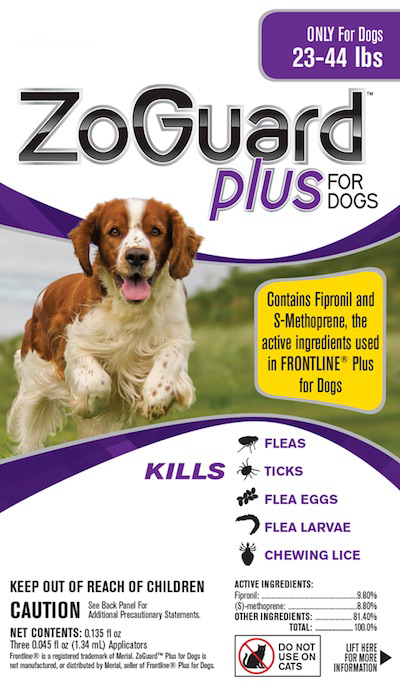 ONLY For Dogs
23-44 lbs
ZoGuard™
plus FOR
DOGS
Contains Fipronil and
S-Methoprene, the
active ingredients used
in FRONTLINE® Plus
for Dogs
KILLS
FLEAS
TICKS
FLEA EGGS
FLEA LARVAE
CHEWING LICE
KEEP OUT OF REACH OF CHILDREN
CAUTION See Back Panel For
Additional Precautionary Statements.
NET CONTENTS: 0.135 fl oz
Three 0.045 fl oz (1.34 mL) Applicators
Frontline® is a registered trademark of Merial. ZoGuard™ Plus for Dogs is
not manufactured, or distributed by Merial, seller of Frontline® Plus for Dogs.
ACTIVE INGREDIENTS:
Fipronil: ........................ 9.80%
(S)-methoprene: ........................ 8.80%
OTHER INGREDIENTS: ........................ 81.40%
TOTAL: ........................ 100.0%
DO NOT
USE ON
CATS
LIFT HERE
FOR MORE
INFORMATION